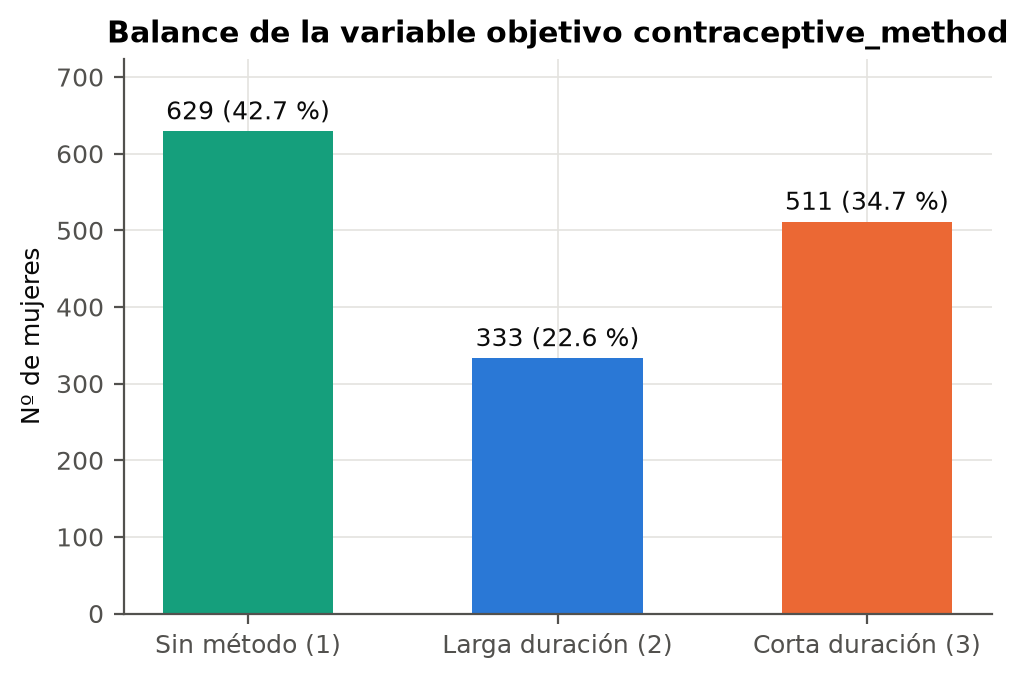 Balance de la variable objetivo contraceptive_method
Nº de mujeres
700
600
500
400
300
200
100
0
629 (42.7 %)
333 (22.6 %)
511 (34.7 %)
Sin método (1)
Larga duración (2)
Corta duración (3)